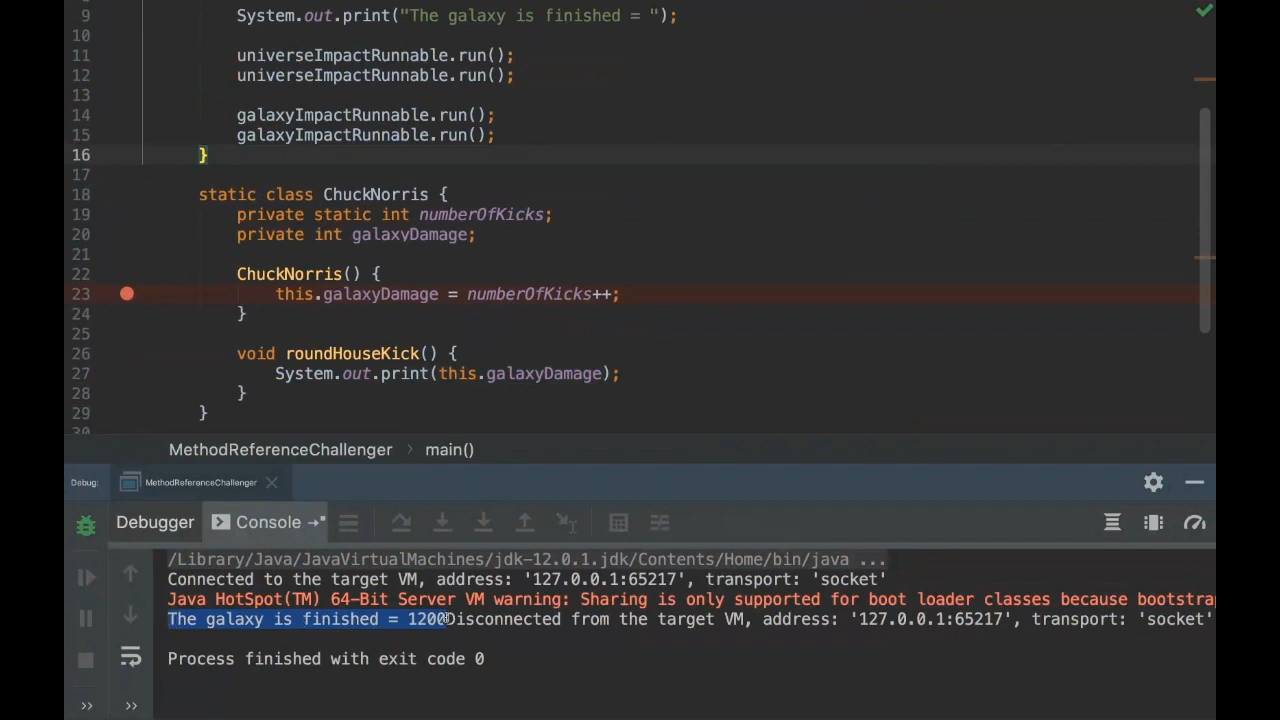 9 System.out.print("The galaxy is finished = ");
10
11 universeImpactRunnable.run();
12 universeImpactRunnable.run();
13
14 galaxyImpactRunnable.run();
15 galaxyImpactRunnable.run();
16 }
17
18 static class ChuckNorris {
19 private static int numberOfKicks;
20 private int galaxyDamage;
21
22 ChuckNorris() {
23 this.galaxyDamage = numberOfKicks++;
24 }
25
26 void roundHouseKick() {
27 System.out.print(this.galaxyDamage);
28 }
29 }
30
MethodReferenceChallenger › main()
Debug: MethodReferenceChallenger
Debugger Console
/Library/Java/JavaVirtualMachines/jdk-12.0.1.jdk/Contents/Home/bin/java ...
Connected to the target VM, address: '127.0.0.1:65217', transport: 'socket'
Java HotSpot(TM) 64-Bit Server VM warning: Sharing is only supported for boot loader classes because bootstra
The galaxy is finished = 1200Disconnected from the target VM, address: '127.0.0.1:65217', transport: 'socket'
Process finished with exit code 0